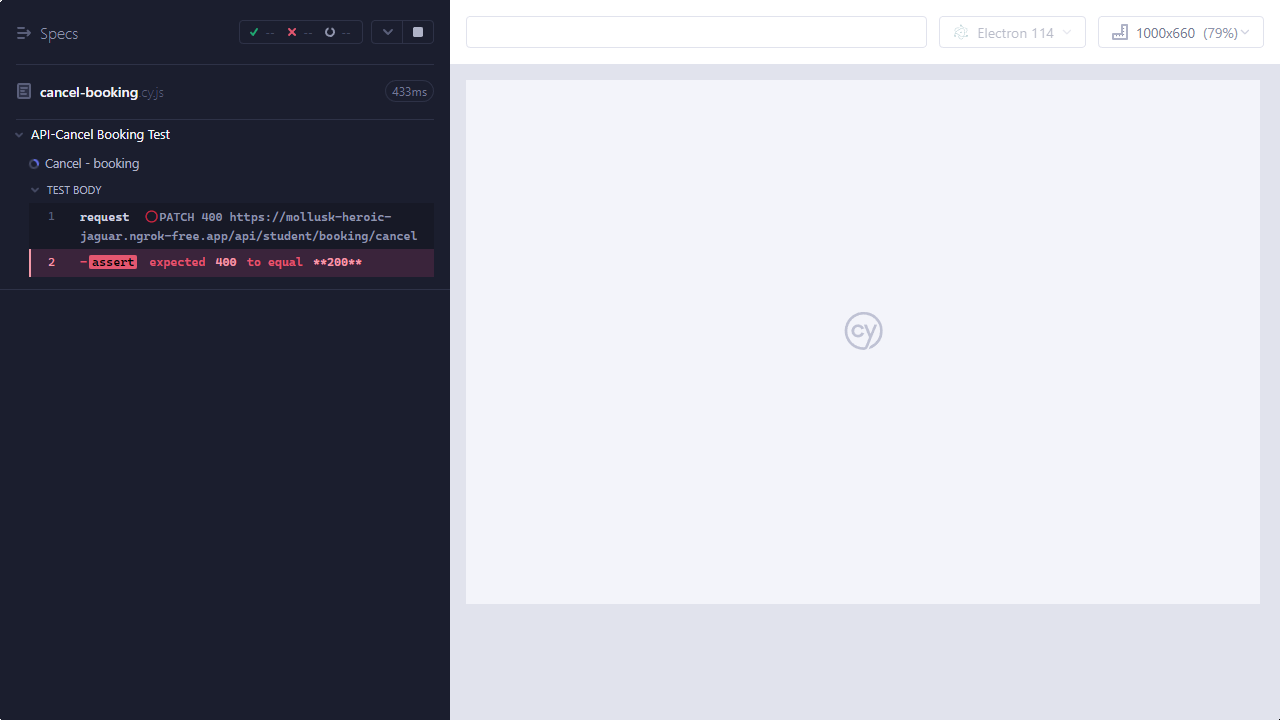 Specs
--
--
--
cancel-booking.cy.js
433ms
API-Cancel Booking Test
Cancel - booking
TEST BODY
1 request PATCH 400 https://mollusk-heroic-
jaguar.ngrok-free.app/api/student/booking/cancel
2 -assert expected 400 to equal **200**
Electron 114
1000x660 (79%)
cy